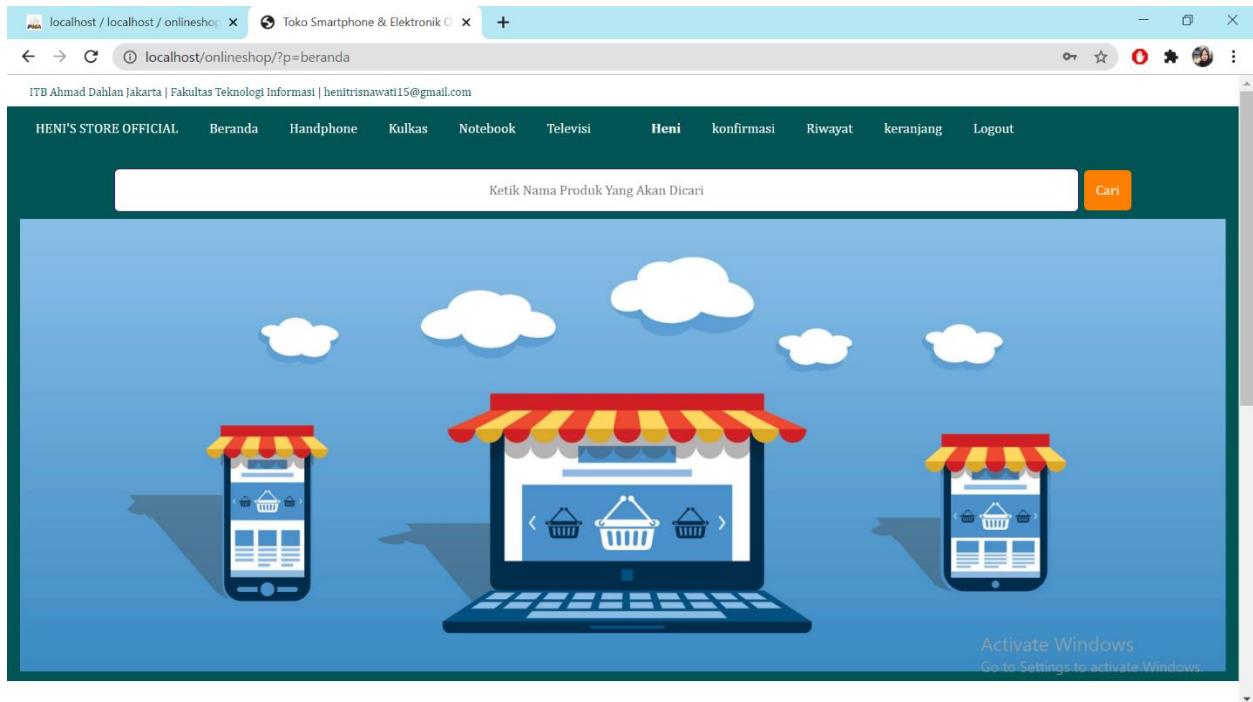 localhost / localhost / onlineshop
Toko Smartphone & Elektronik O
localhost/onlineshop/?p=beranda
ITB Ahmad Dahlan Jakarta | Fakultas Teknologi Informasi | henitrisnawati15@gmail.com
HENI'S STORE OFFICIAL Beranda Handphone Kulkas Notebook Televisi Heni konfirmasi Riwayat keranjang Logout
Ketik Nama Produk Yang Akan Dicari Cari
Activate Windows
Go to Settings to activate Windows.